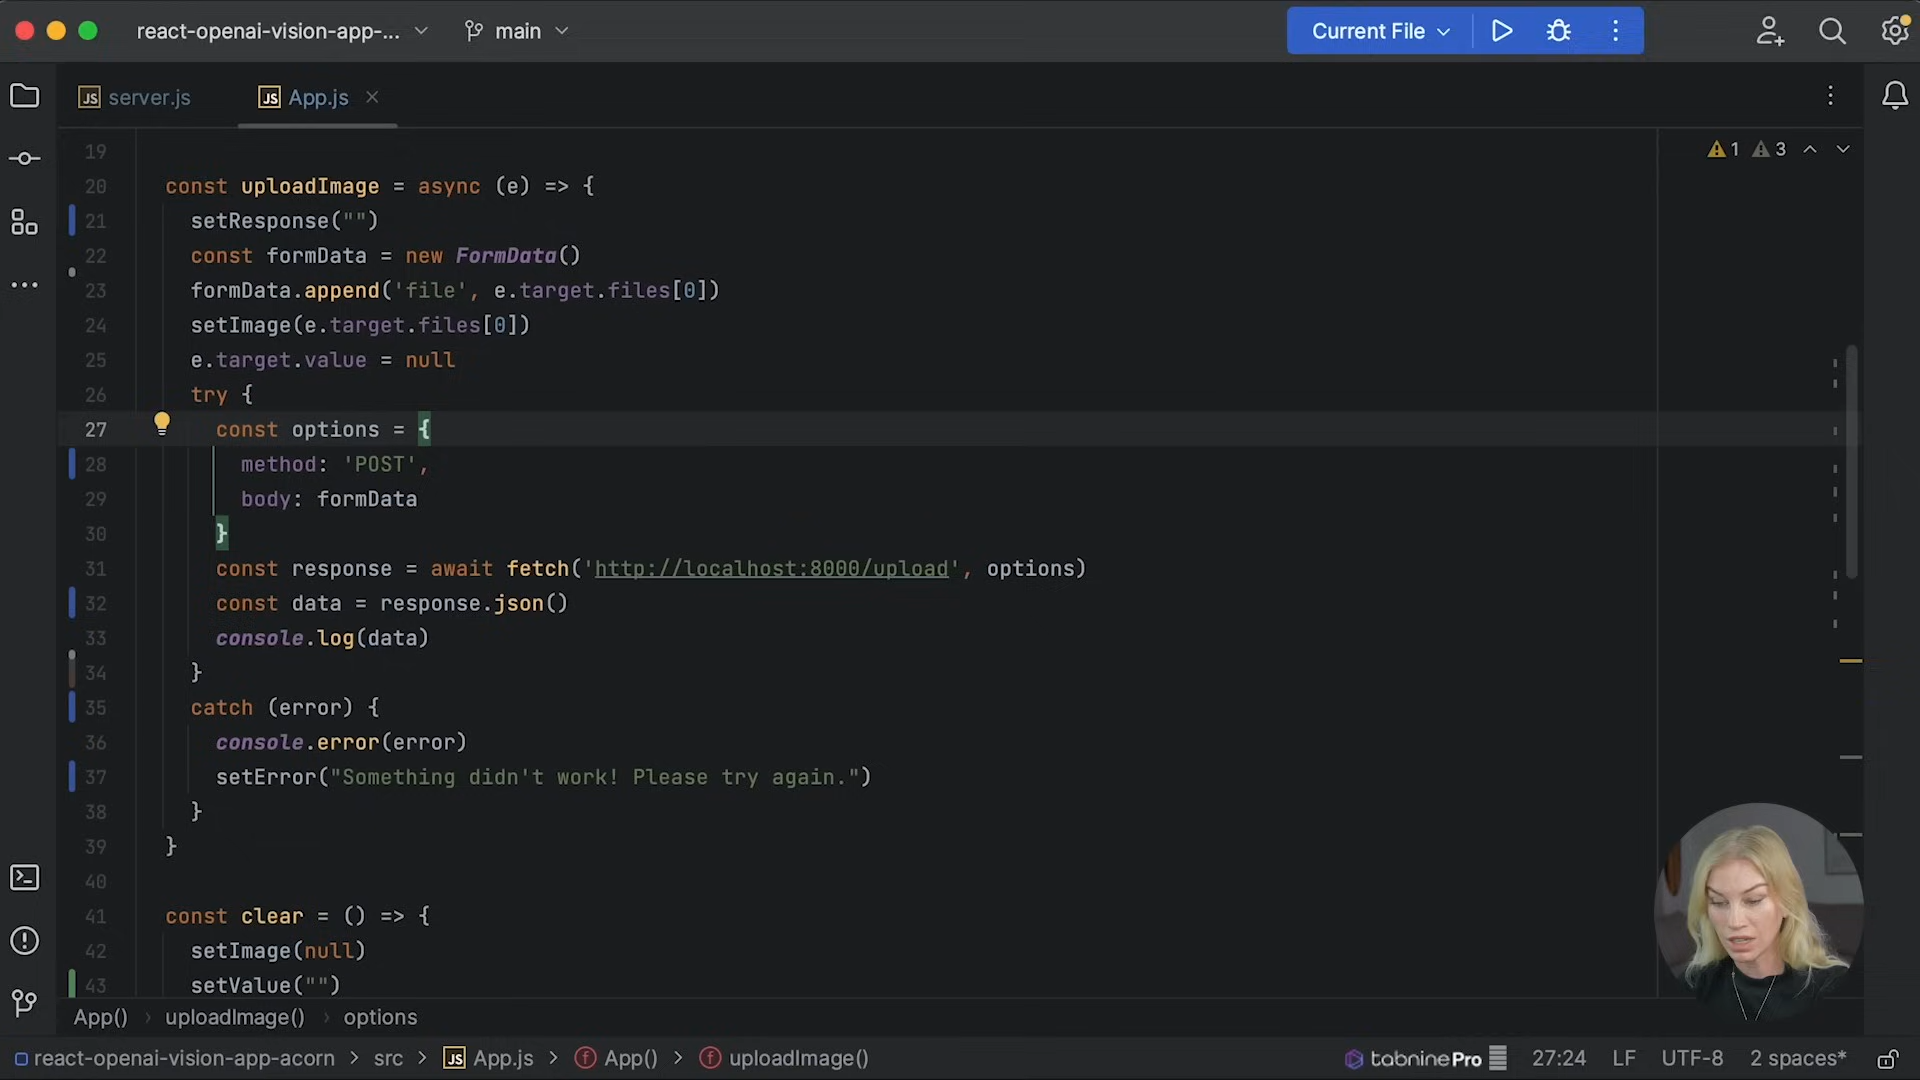 react-openai-vision-app-...
main
Current File
JS server.js
JS App.js
1 3
19
20 const uploadImage = async (e) => {
21 setResponse("")
22 const formData = new FormData()
23 formData.append('file', e.target.files[0])
24 setImage(e.target.files[0])
25 e.target.value = null
26 try {
27 const options = {
28 method: 'POST',
29 body: formData
30 }
31 const response = await fetch('http://localhost:8000/upload', options)
32 const data = response.json()
33 console.log(data)
34 }
35 catch (error) {
36 console.error(error)
37 setError("Something didn't work! Please try again.")
38 }
39 }
40
41 const clear = () => {
42 setImage(null)
43 setValue("")
App() › uploadImage() › options
react-openai-vision-app-acorn > src > JS App.js > f App() > f uploadImage()
tabnine Pro 27:24 LF UTF-8 2 spaces*